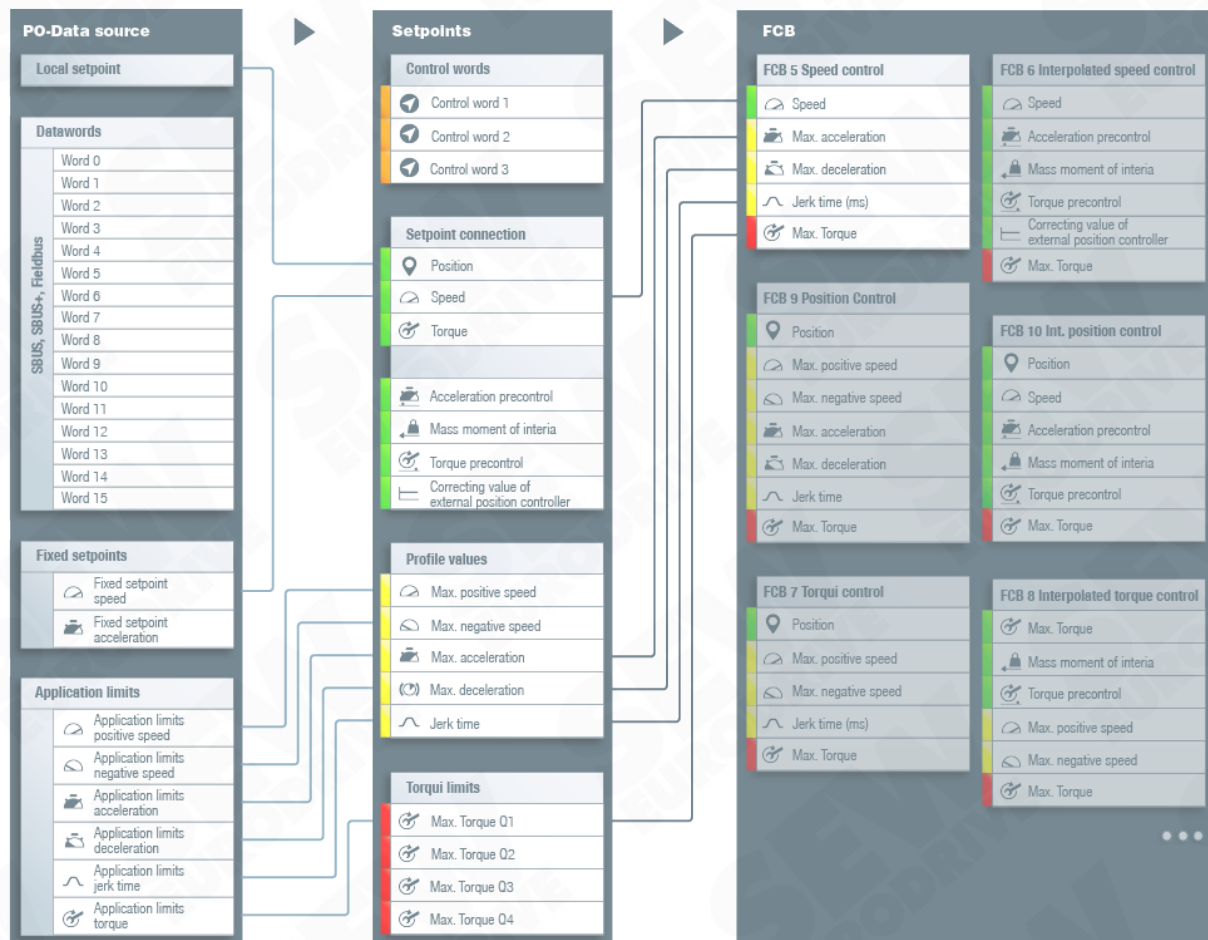 PO-Data source
Local setpoint
Datawords
SBUS, SBUS+, Fieldbus
Word 0
Word 1
Word 2
Word 3
Word 4
Word 5
Word 6
Word 7
Word 8
Word 9
Word 10
Word 11
Word 12
Word 13
Word 14
Word 15
Fixed setpoints
Fixed setpoint
speed
Fixed setpoint
acceleration
Application limits
Application limits
positive speed
Application limits
negative speed
Application limits
acceleration
Application limits
deceleration
Application limits
jerk time
Application limits
torque
Setpoints
Control words
Control word 1
Control word 2
Control word 3
Setpoint connection
Position
Speed
Torque
Acceleration precontrol
Mass moment of interia
Torque precontrol
Correcting value of
external position controller
Profile values
Max. positive speed
Max. negative speed
Max. acceleration
Max. deceleration
Jerk time
Torqui limits
Max. Torque Q1
Max. Torque Q2
Max. Torque Q3
Max. Torque Q4
FCB
FCB 5 Speed control
Speed
Max. acceleration
Max. deceleration
Jerk time (ms)
Max. Torque
FCB 9 Position Control
Position
Max. positive speed
Max. negative speed
Max. acceleration
Max. deceleration
Jerk time
Max. Torque
FCB 7 Torqui control
Position
Max. positive speed
Max. negative speed
Jerk time (ms)
Max. Torque
FCB 6 Interpolated speed control
Speed
Acceleration precontrol
Mass moment of interia
Torque precontrol
Correcting value of
external position controller
Max. Torque
FCB 10 Int. position control
Position
Speed
Acceleration precontrol
Mass moment of interia
Torque precontrol
Max. Torque
FCB 8 Interpolated torque control
Max. Torque
Mass moment of interia
Torque precontrol
Max. positive speed
Max. negative speed
Max. Torque